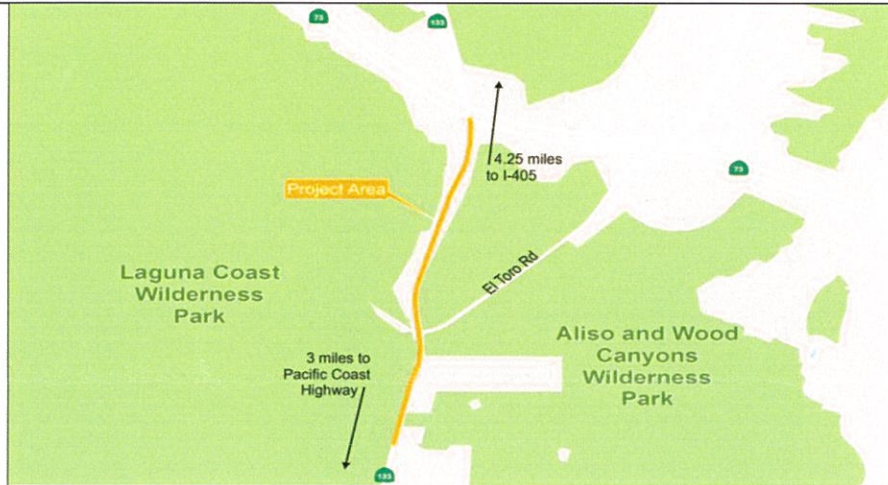 73
133
4.25 miles
to I-405
73
Project Area
El Toro Rd
Laguna Coast
Wilderness
Park
Aliso and Wood
Canyons
Wilderness
Park
3 miles to
Pacific Coast
Highway
133